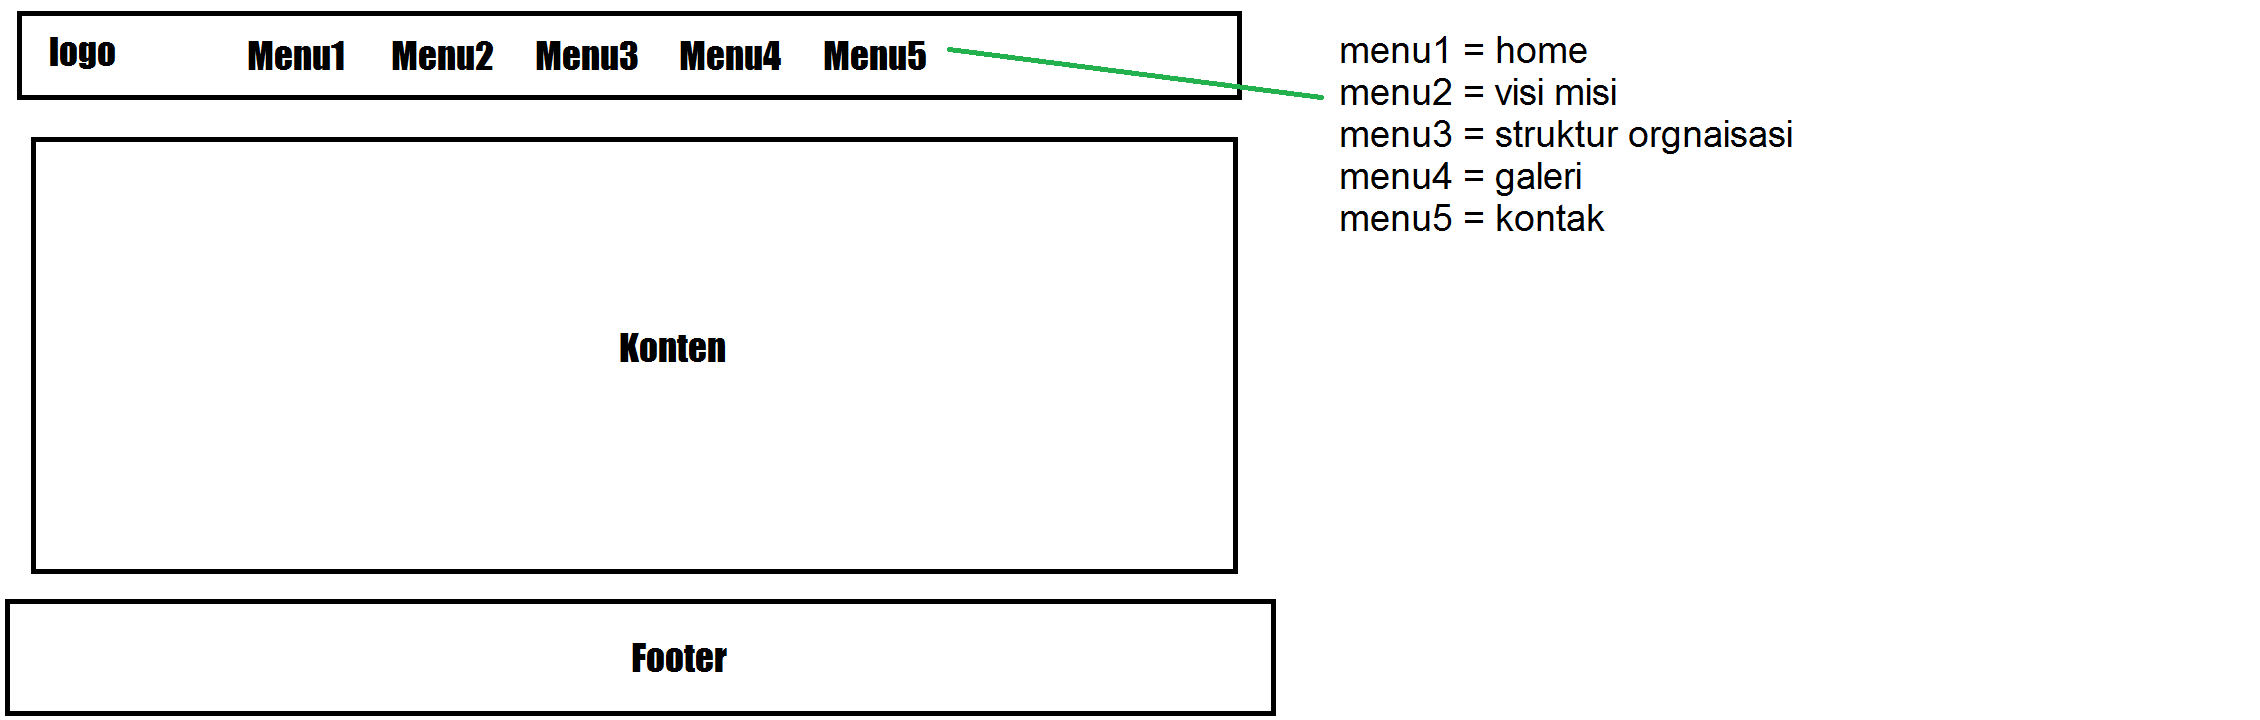 logo Menu1 Menu2 Menu3 Menu4 Menu5
menu1 = home
menu2 = visi misi
menu3 = struktur orgnaisasi
menu4 = galeri
menu5 = kontak
Konten
Footer